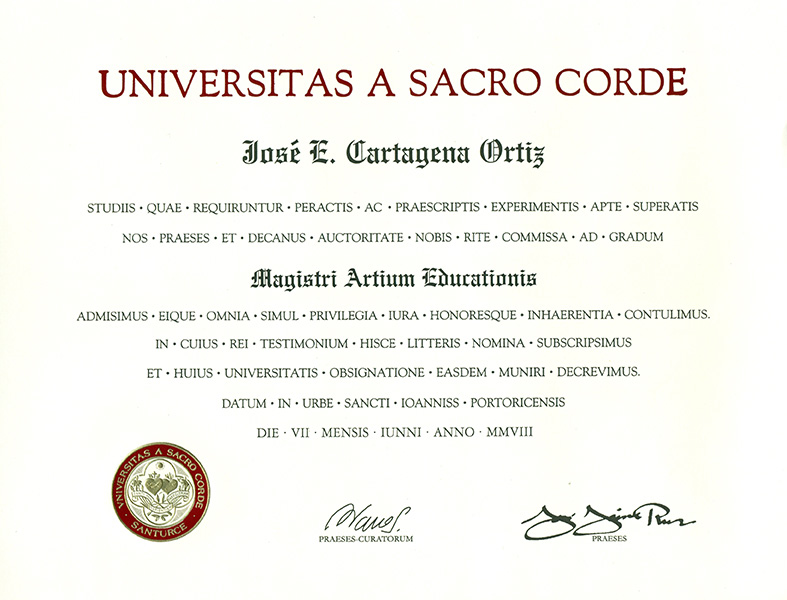 UNIVERSITAS A SACRO CORDE
José E. Cartagena Ortiz
STUDIIS • QUAE • REQUIRUNTUR • PERACTIS • AC • PRAESCRIPTIS • EXPERIMENTIS • APTE • SUPERATIS
NOS • PRAESES • ET • DECANUS • AUCTORITATE • NOBIS • RITE • COMMISSA • AD • GRADUM
Magistri Artium Educationis
ADMISIMUS • EIQUE • OMNIA • SIMUL • PRIVILEGIA • IURA • HONORESQUE • INHAERENTIA • CONTULIMUS.
IN • CUIUS • REI • TESTIMONIUM • HISCE • LITTERIS • NOMINA • SUBSCRIPSIMUS
ET • HUIUS • UNIVERSITATIS • OBSIGNATIONE • EASDEM • MUNIRI • DECREVIMUS.
DATUM • IN • URBE • SANCTI • IOANNISS • PORTORICENSIS
DIE · VII · MENSIS · IUNNI · ANNO · MMVIII
VNIVERSITAS A SACRO CORDE
SANTURCE
PRAESES-CURATORUM
PRAESES